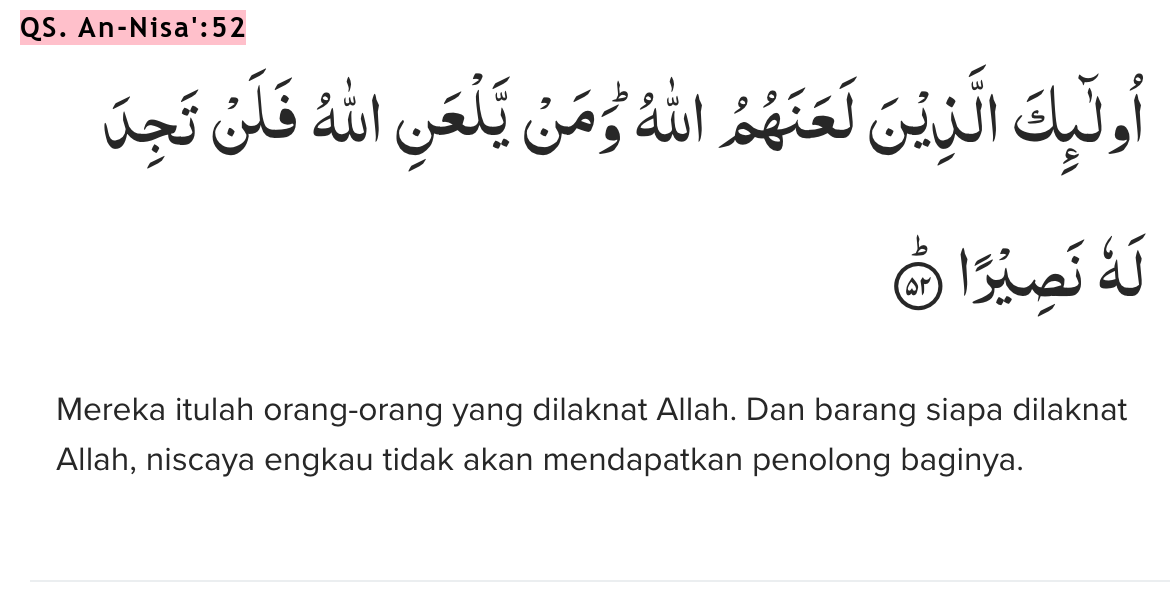 QS. An-Nisa':52
اُولٰۤىِٕكَ الَّذِيْنَ لَعَنَهُمُ اللّٰهُ ۗوَمَنْ يَّلْعَنِ اللّٰهُ فَلَنْ تَجِدَ
لَهٗ نَصِيْرًا ۗ ۝٥٢
Mereka itulah orang-orang yang dilaknat Allah. Dan barang siapa dilaknat
Allah, niscaya engkau tidak akan mendapatkan penolong baginya.